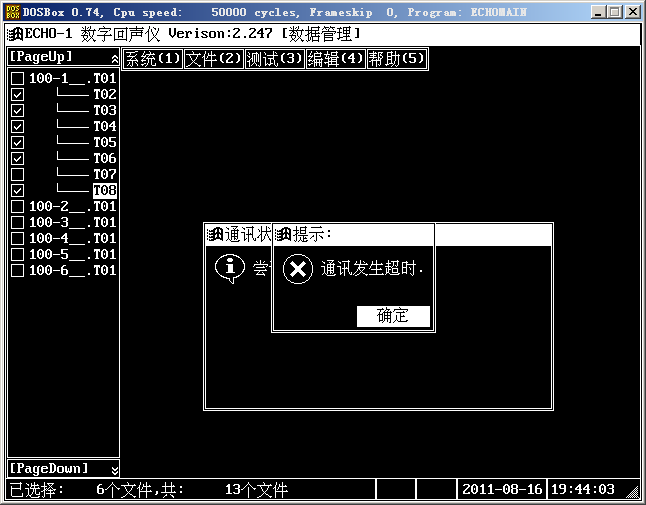 DOSBox 0.74, Cpu speed: 50000 cycles, Frameskip 0, Program: ECHOMAIN
ECHO-1 数字回声仪 Verison:2.247 [数据管理]
[PageUp]
系统(1) 文件(2) 测试(3) 编辑(4) 帮助(5)
100-1__.T01
T02
T03
T04
T05
T06
T07
T08
100-2__.T01
100-3__.T01
100-4__.T01
100-5__.T01
100-6__.T01
通讯状
尝
提示:
通讯发生超时.
确定
[PageDown]
已选择: 6个文件,共: 13个文件
2011-08-16 19:44:03